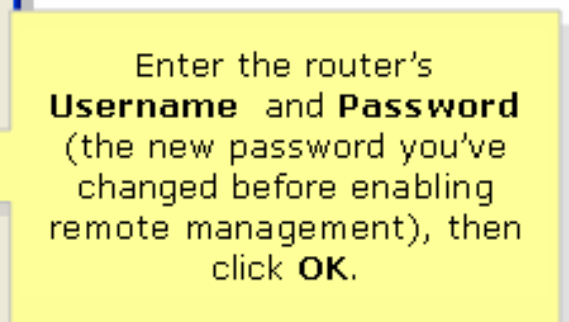 Enter the router's
Username and Password
(the new password you've
changed before enabling
remote management), then
click OK.